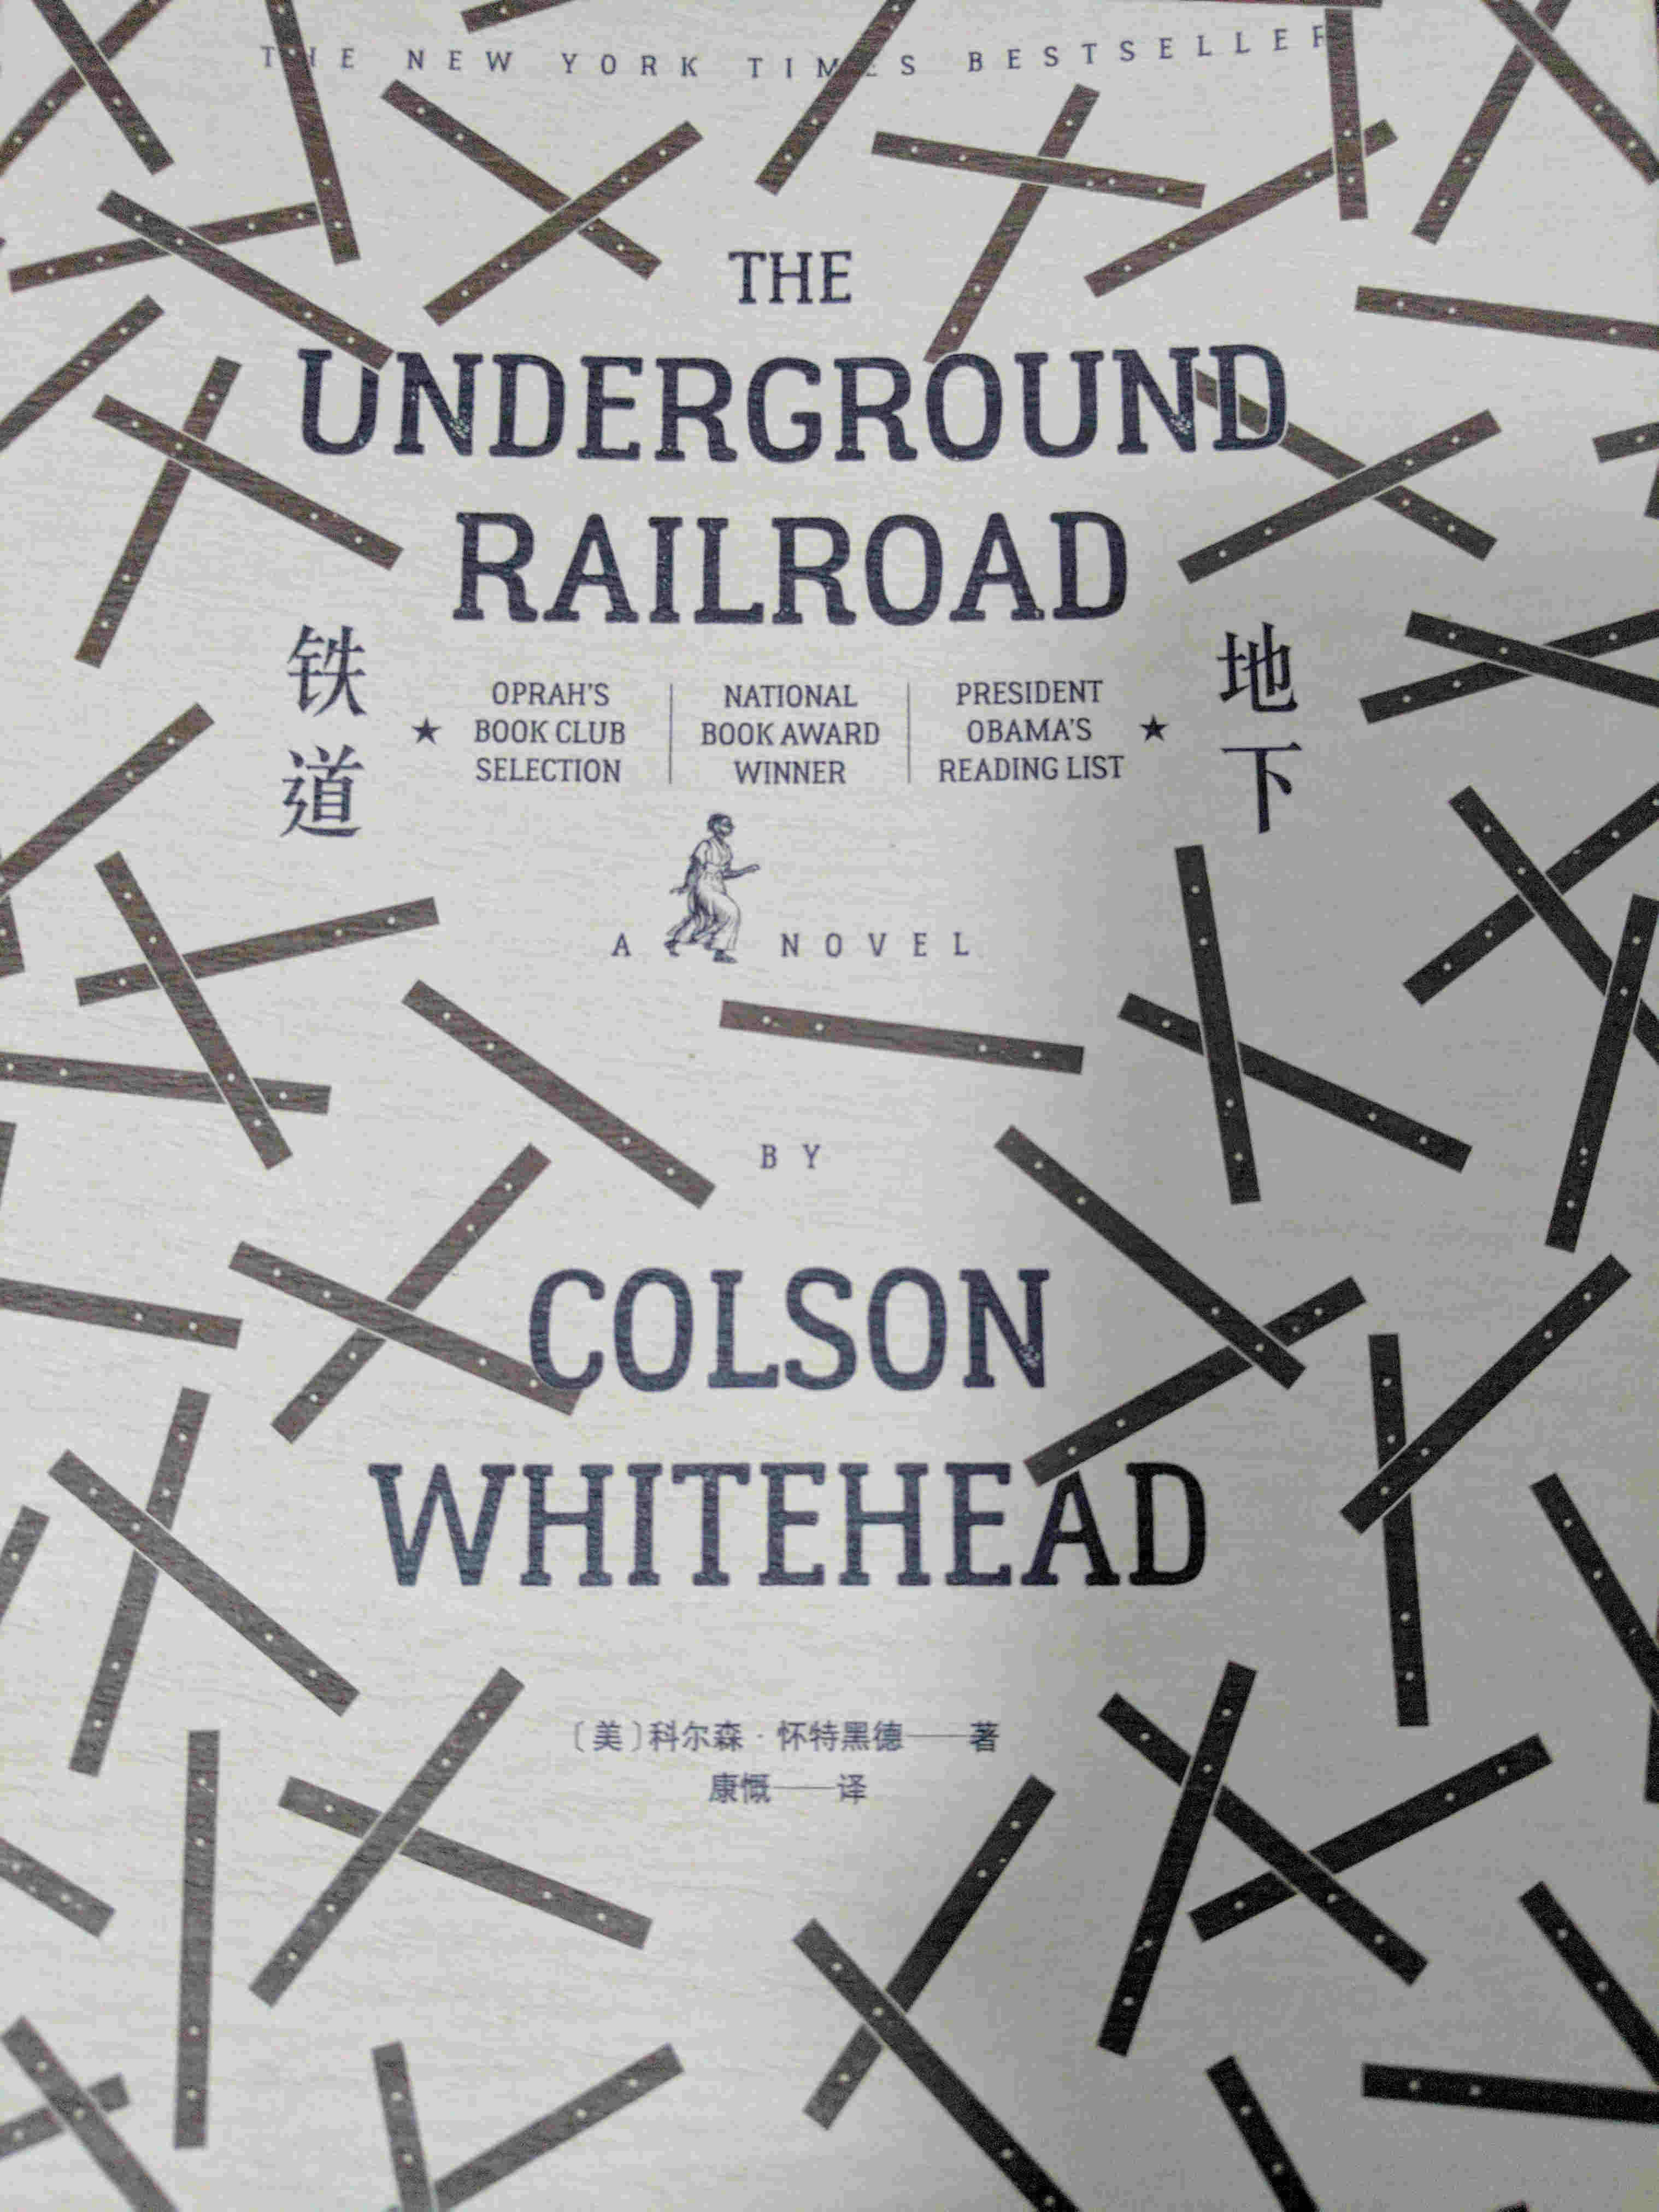 THE NEW YORK TIMES BESTSELLER
THE
UNDERGROUND
RAILROAD
地下
铁道
OPRAH'S
BOOK CLUB
SELECTION
NATIONAL
BOOK AWARD
WINNER
PRESIDENT
OBAMA'S
READING LIST
A NOVEL
BY
COLSON
WHITEHEAD
〔美〕科尔森·怀特黑德——著
康慨——译